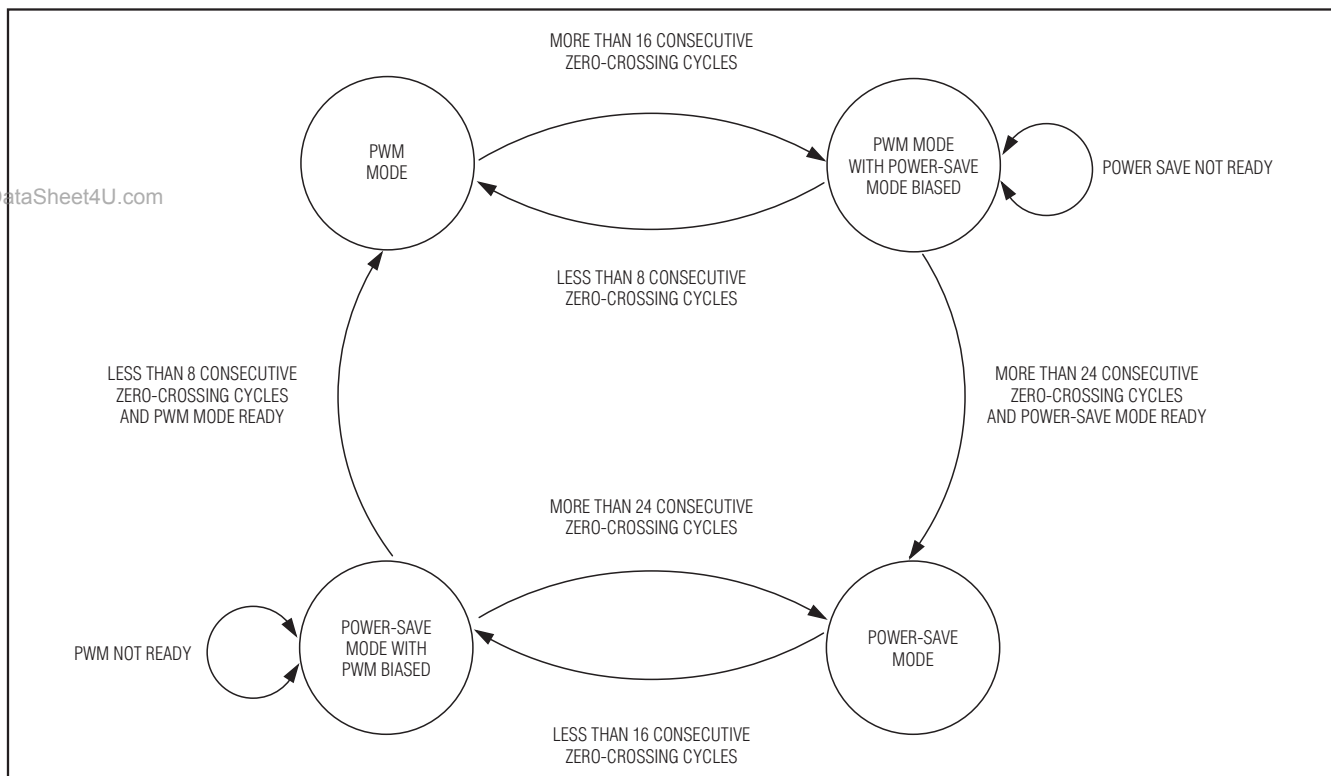 MORE THAN 16 CONSECUTIVE
ZERO-CROSSING CYCLES
PWM
MODE
PWM MODE
WITH POWER-SAVE
MODE BIASED
POWER SAVE NOT READY
DataSheet4U.com
LESS THAN 8 CONSECUTIVE
ZERO-CROSSING CYCLES
LESS THAN 8 CONSECUTIVE
ZERO-CROSSING CYCLES
AND PWM MODE READY
MORE THAN 24 CONSECUTIVE
ZERO-CROSSING CYCLES
AND POWER-SAVE MODE READY
MORE THAN 24 CONSECUTIVE
ZERO-CROSSING CYCLES
PWM NOT READY
POWER-SAVE
MODE WITH
PWM BIASED
POWER-SAVE
MODE
LESS THAN 16 CONSECUTIVE
ZERO-CROSSING CYCLES